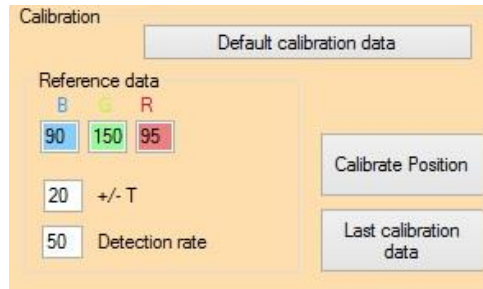 Calibration
Default calibration data
Reference data
B G R
90 150 95
Calibrate Position
20 +/- T
50 Detection rate
Last calibration
data